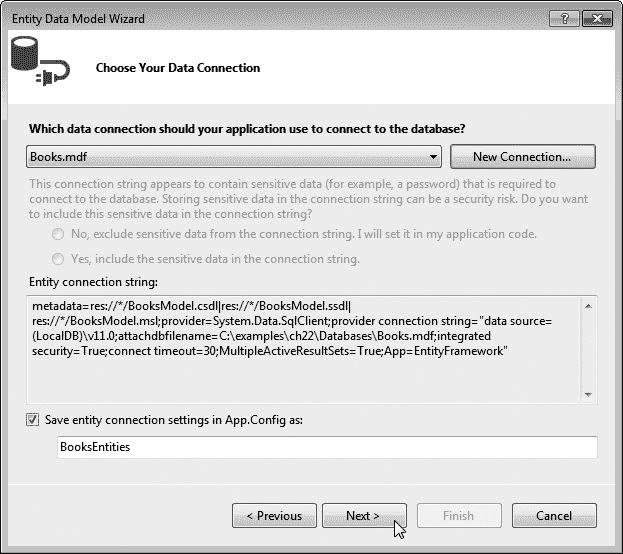 Entity Data Model Wizard
?
Choose Your Data Connection
Which data connection should your application use to connect to the database?
Books.mdf
New Connection...
This connection string appears to contain sensitive data (for example, a password) that is required to
connect to the database. Storing sensitive data in the connection string can be a security risk. Do you want
to include this sensitive data in the connection string?
No, exclude sensitive data from the connection string. I will set it in my application code.
Yes, include the sensitive data in the connection string.
Entity connection string:
metadata=res://*/BooksModel.csdl|res://*/BooksModel.ssdl|
res://*/BooksModel.msl;provider=System.Data.SqlClient;provider connection string="data source=
(LocalDB)\v11.0;attachdbfilename=C:\examples\ch22\Databases\Books.mdf;integrated
security=True;connect timeout=30;MultipleActiveResultSets=True;App=EntityFramework"
Save entity connection settings in App.Config as:
BooksEntities
< Previous
Next >
Finish
Cancel